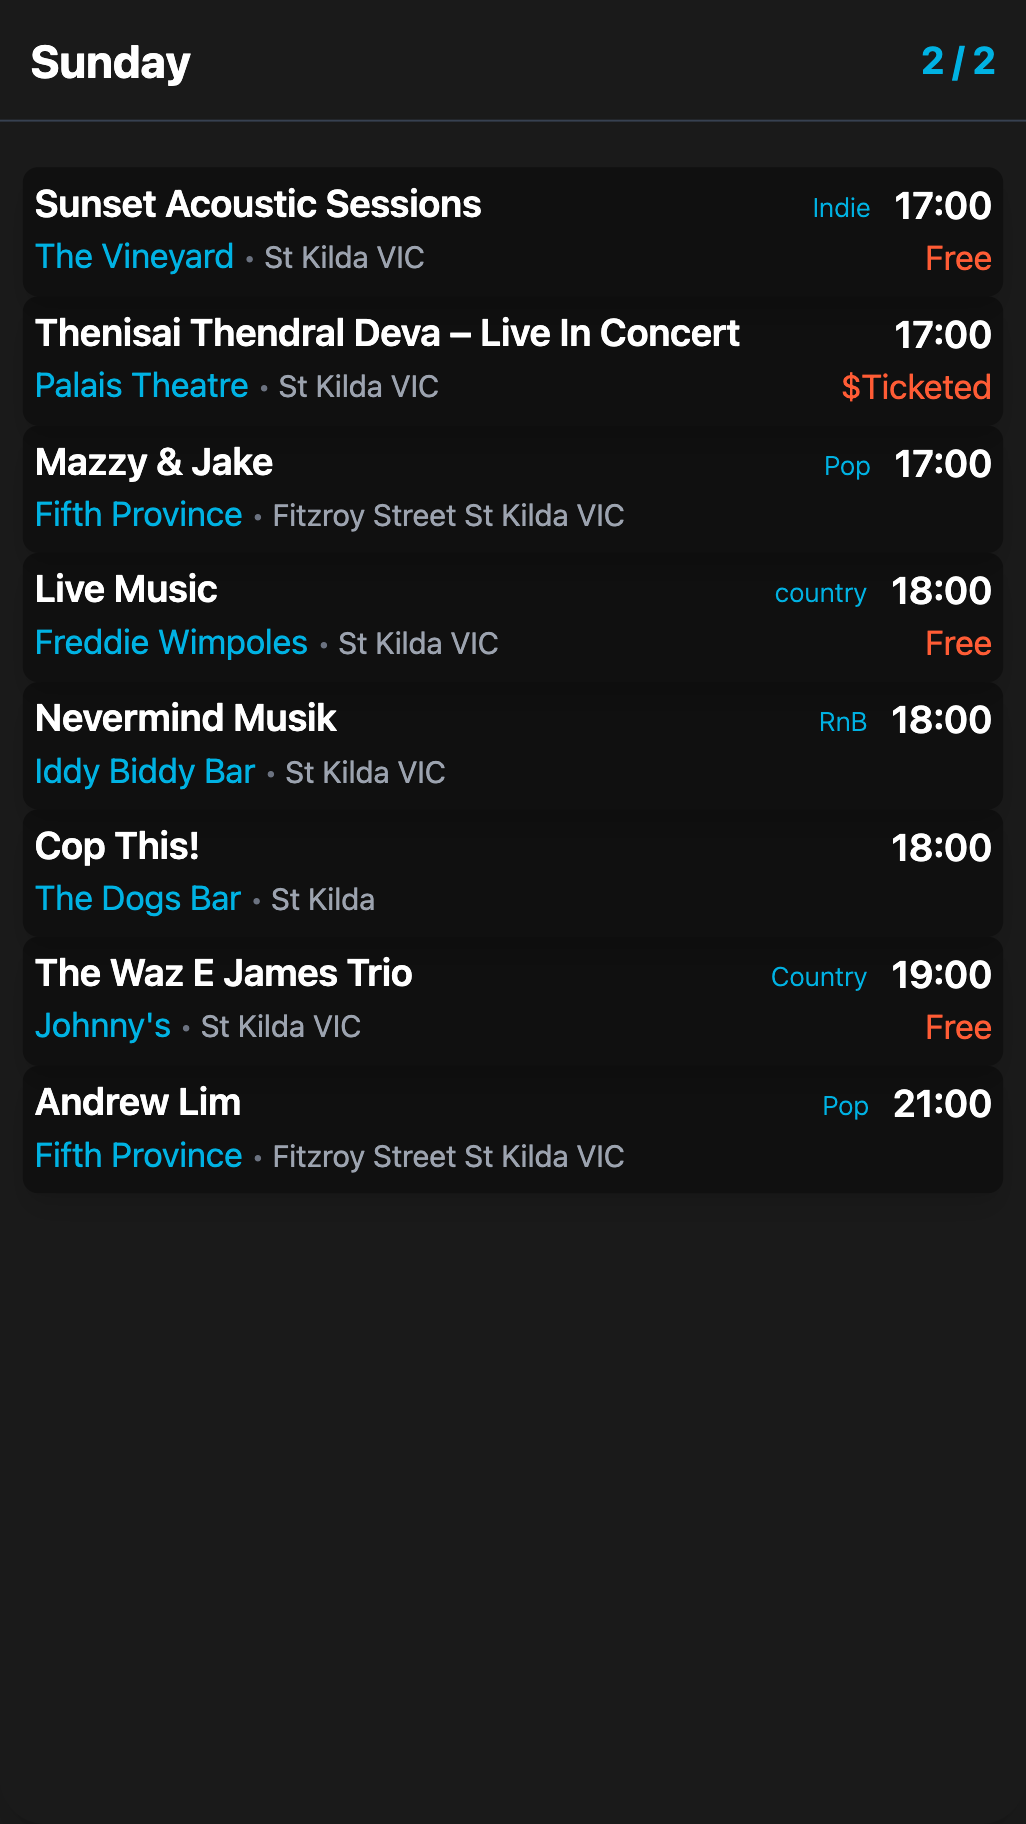 Sunday 2 / 2
Sunset Acoustic Sessions Indie 17:00
The Vineyard • St Kilda VIC Free
Thenisai Thendral Deva – Live In Concert 17:00
Palais Theatre • St Kilda VIC $Ticketed
Mazzy & Jake Pop 17:00
Fifth Province • Fitzroy Street St Kilda VIC
Live Music country 18:00
Freddie Wimpoles • St Kilda VIC Free
Nevermind Musik RnB 18:00
Iddy Biddy Bar • St Kilda VIC
Cop This! 18:00
The Dogs Bar • St Kilda
The Waz E James Trio Country 19:00
Johnny's • St Kilda VIC Free
Andrew Lim Pop 21:00
Fifth Province • Fitzroy Street St Kilda VIC